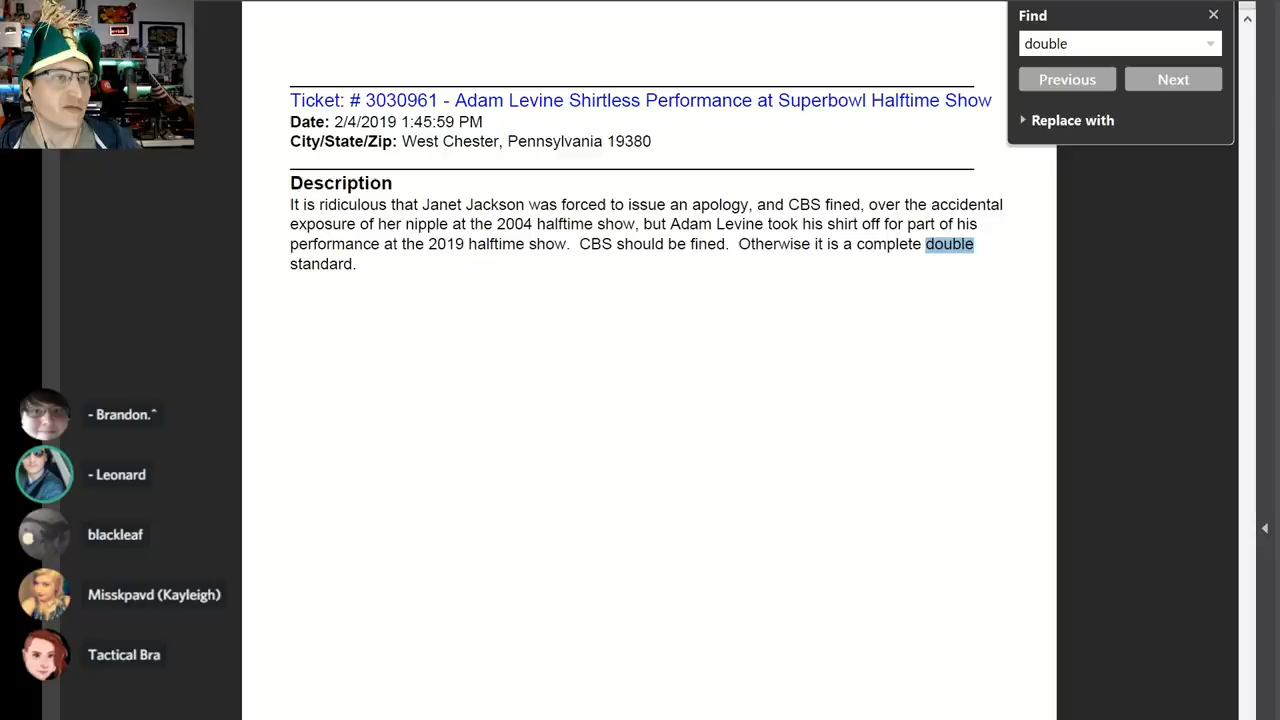 Find
double
Previous
Next
Replace with
Ticket: # 3030961 - Adam Levine Shirtless Performance at Superbowl Halftime Show
Date: 2/4/2019 1:45:59 PM
City/State/Zip: West Chester, Pennsylvania 19380
Description
It is ridiculous that Janet Jackson was forced to issue an apology, and CBS fined, over the accidental
exposure of her nipple at the 2004 halftime show, but Adam Levine took his shirt off for part of his
performance at the 2019 halftime show.  CBS should be fined.  Otherwise it is a complete double
standard.
- Brandon.^
- Leonard
blackleaf
Misskpavd (Kayleigh)
Tactical Bra